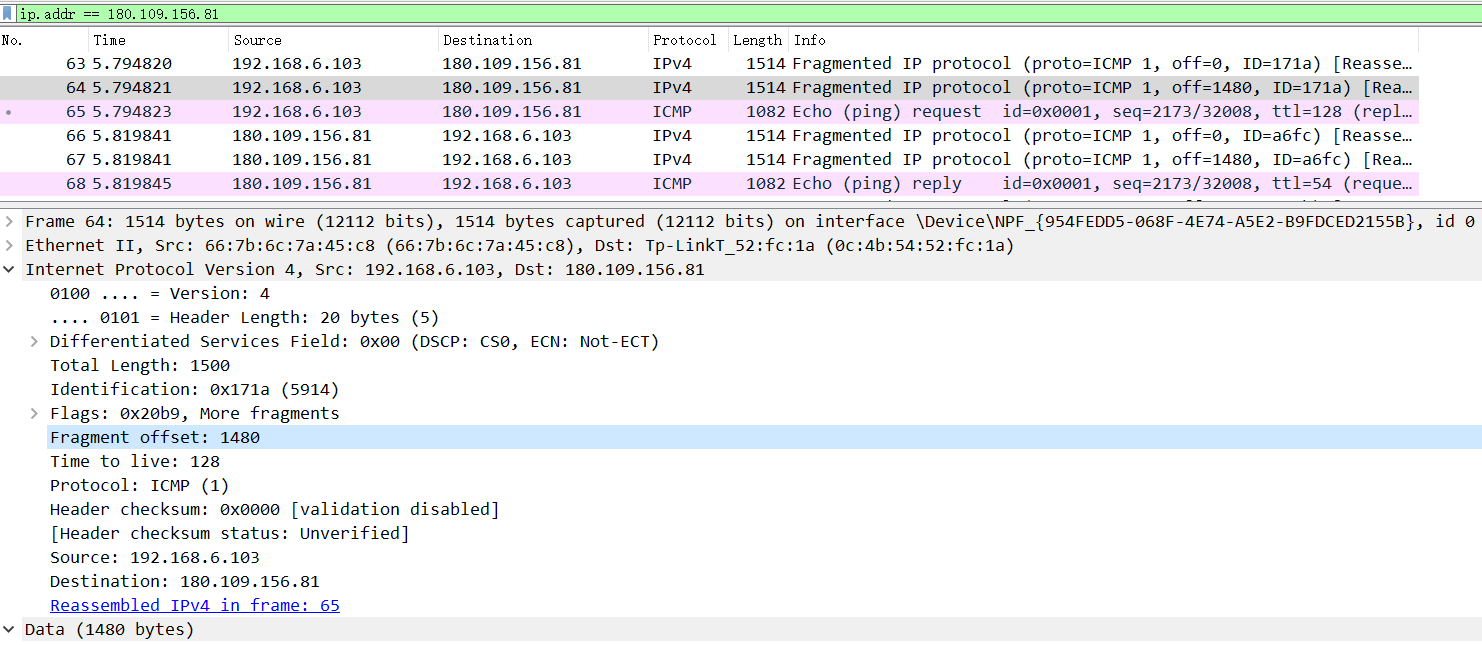 ip.addr == 180.109.156.81
No. Time Source Destination Protocol Length Info
63 5.794820 192.168.6.103 180.109.156.81 IPv4 1514 Fragmented IP protocol (proto=ICMP 1, off=0, ID=171a) [Reasse…
64 5.794821 192.168.6.103 180.109.156.81 IPv4 1514 Fragmented IP protocol (proto=ICMP 1, off=1480, ID=171a) [Rea…
65 5.794823 192.168.6.103 180.109.156.81 ICMP 1082 Echo (ping) request id=0x0001, seq=2173/32008, ttl=128 (repl…
66 5.819841 180.109.156.81 192.168.6.103 IPv4 1514 Fragmented IP protocol (proto=ICMP 1, off=0, ID=a6fc) [Reasse…
67 5.819841 180.109.156.81 192.168.6.103 IPv4 1514 Fragmented IP protocol (proto=ICMP 1, off=1480, ID=a6fc) [Rea…
68 5.819845 180.109.156.81 192.168.6.103 ICMP 1082 Echo (ping) reply id=0x0001, seq=2173/32008, ttl=54 (reque…
Frame 64: 1514 bytes on wire (12112 bits), 1514 bytes captured (12112 bits) on interface \Device\NPF_{954FEDD5-068F-4E74-A5E2-B9FDCED2155B}, id 0
Ethernet II, Src: 66:7b:6c:7a:45:c8 (66:7b:6c:7a:45:c8), Dst: Tp-LinkT_52:fc:1a (0c:4b:54:52:fc:1a)
Internet Protocol Version 4, Src: 192.168.6.103, Dst: 180.109.156.81
0100 .... = Version: 4
.... 0101 = Header Length: 20 bytes (5)
Differentiated Services Field: 0x00 (DSCP: CS0, ECN: Not-ECT)
Total Length: 1500
Identification: 0x171a (5914)
Flags: 0x20b9, More fragments
Fragment offset: 1480
Time to live: 128
Protocol: ICMP (1)
Header checksum: 0x0000 [validation disabled]
[Header checksum status: Unverified]
Source: 192.168.6.103
Destination: 180.109.156.81
Reassembled IPv4 in frame: 65
Data (1480 bytes)